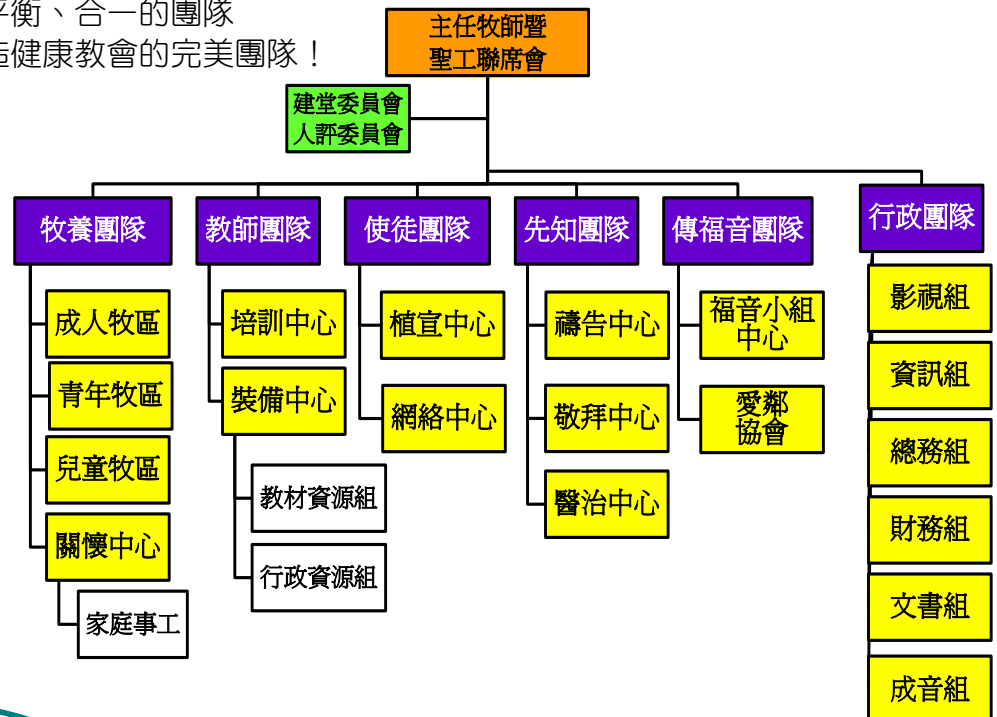 平衡、合一的團隊
造健康教會的完美團隊！
主任牧師暨
聖工聯席會
建堂委員會
人評委員會
牧養團隊
成人牧區
青年牧區
兒童牧區
關懷中心
家庭事工
教師團隊
培訓中心
裝備中心
教材資源組
行政資源組
使徒團隊
植宣中心
網絡中心
先知團隊
禱告中心
敬拜中心
醫治中心
傳福音團隊
福音小組
中心
愛鄰
協會
行政團隊
影視組
資訊組
總務組
財務組
文書組
成音組